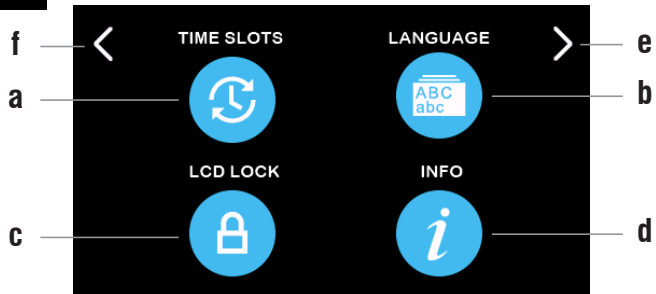 f TIME SLOTS LANGUAGE e
a ABC b
abc
LCD LOCK INFO
c i d